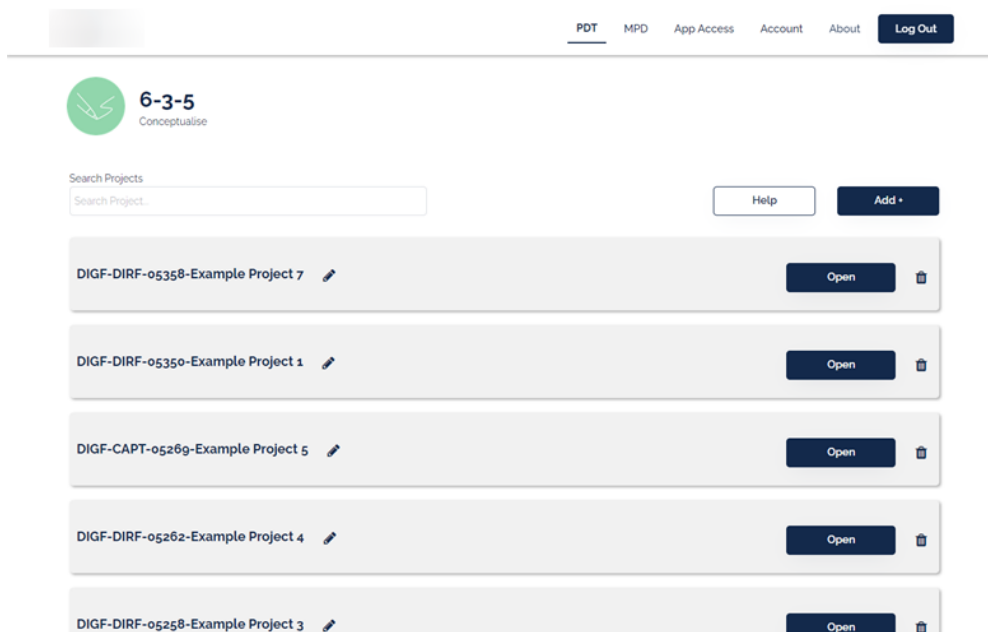 PDT MPD App Access Account About Log Out
6-3-5
Conceptualise
Search Projects
Search Project..
Help Add +
DIGF-DIRF-05358-Example Project 7 Open
DIGF-DIRF-05350-Example Project 1 Open
DIGF-CAPT-05269-Example Project 5 Open
DIGF-DIRF-05262-Example Project 4 Open
DIGF-DIRF-05258-Example Project 3 Open